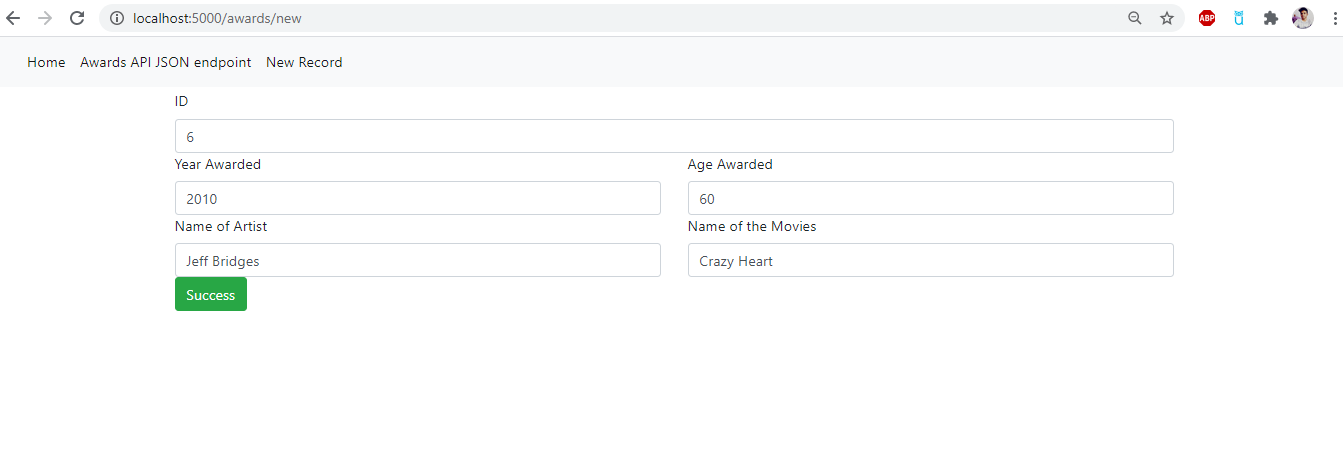 localhost:5000/awards/new
ABP
Home Awards API JSON endpoint New Record
ID
6
Year Awarded Age Awarded
2010 60
Name of Artist Name of the Movies
Jeff Bridges Crazy Heart
Success